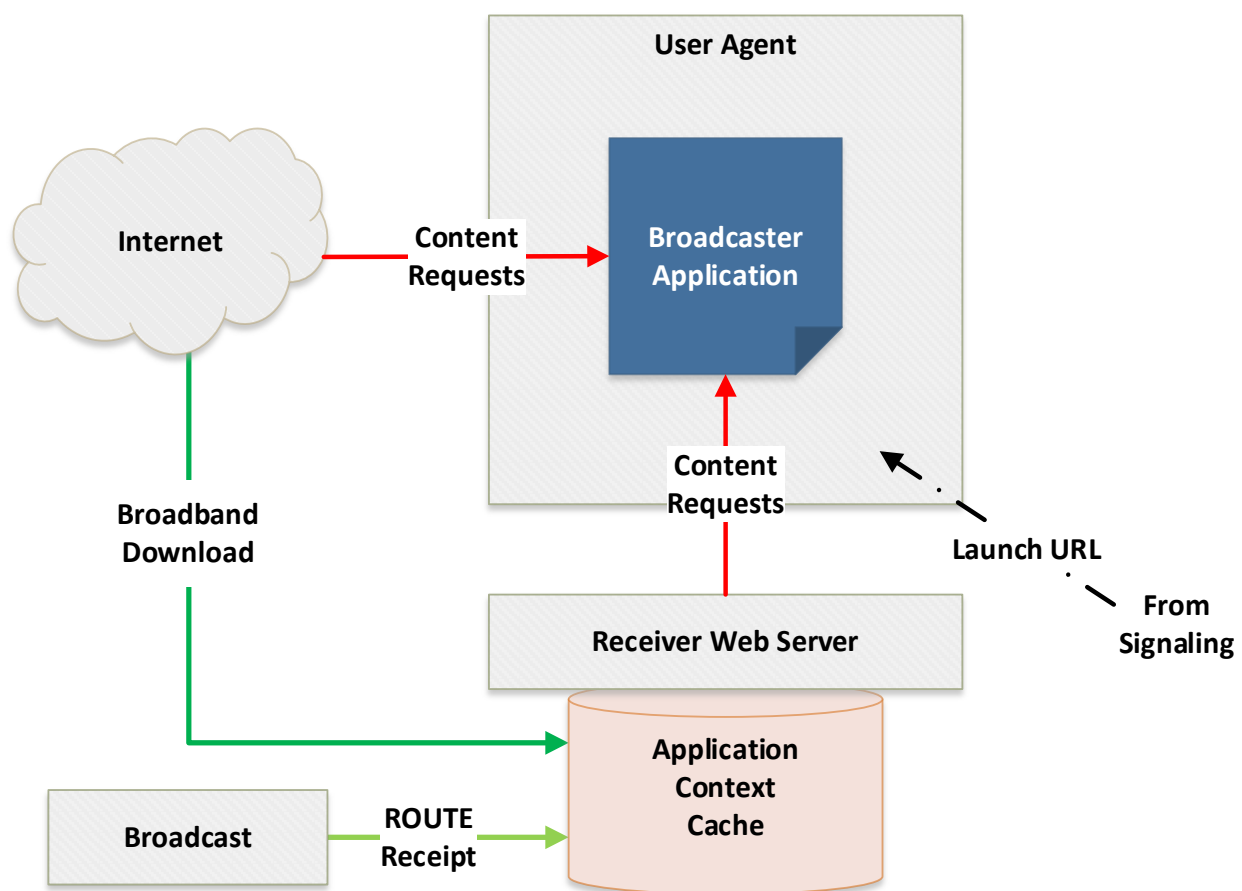 User Agent
Internet
Content
Requests
Broadcaster
Application
Content
Requests
Broadband
Download
Launch URL
From
Signaling
Receiver Web Server
Application
Context
Cache
Broadcast
ROUTE
Receipt